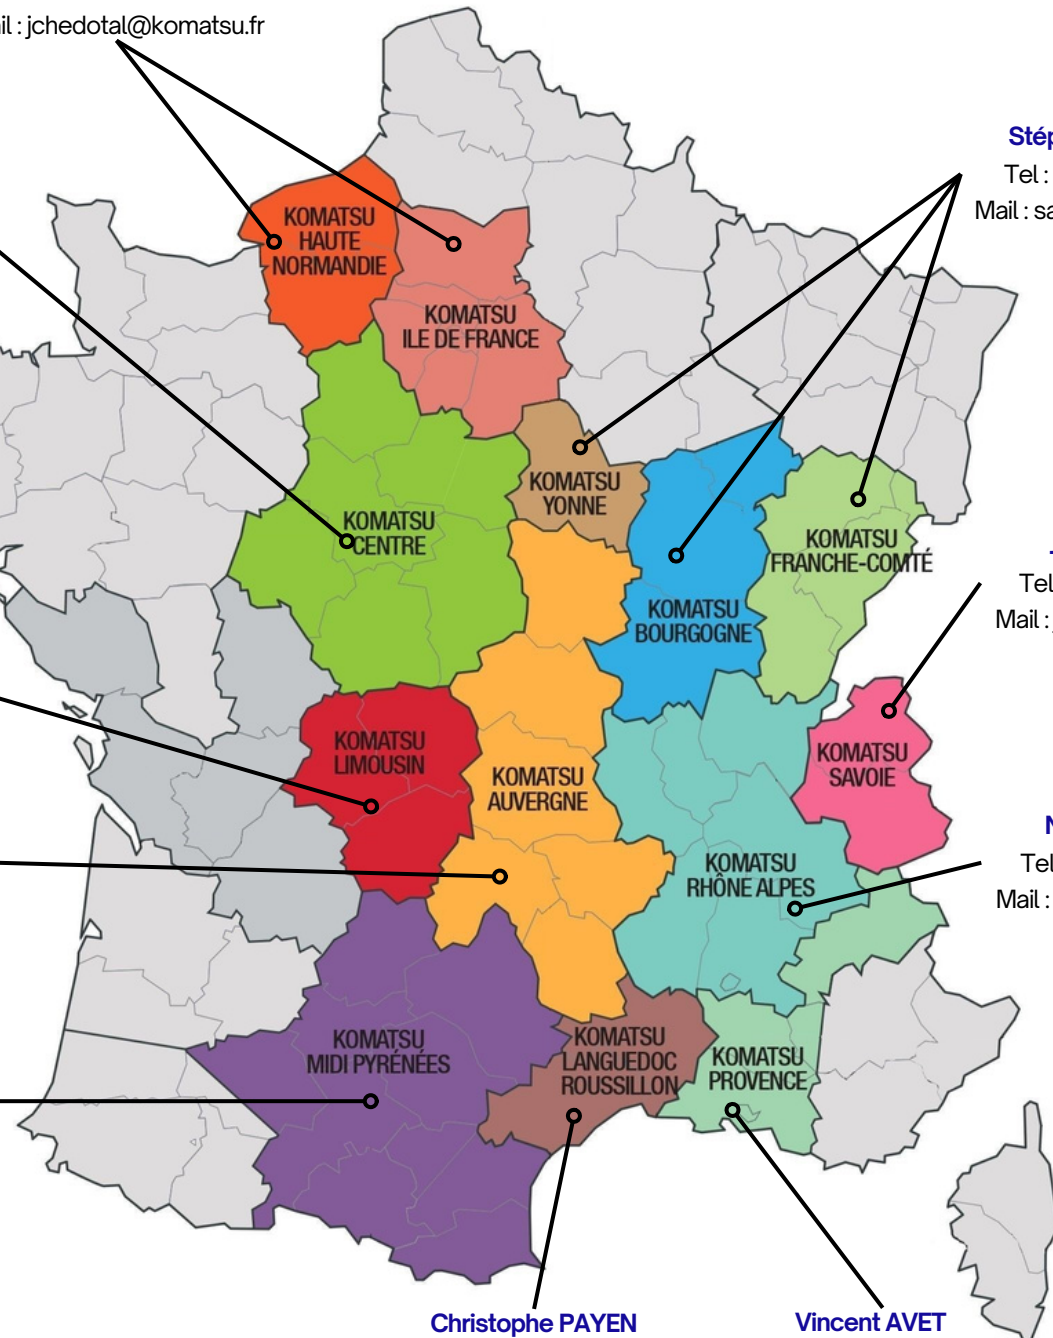 jchedotal@komatsu.fr
Tel :
Mail :
KOMATSU
HAUTE
NORMANDIE
KOMATSU
ILE DE FRANCE
KOMATSU
YONNE
KOMATSU
CENTRE
KOMATSU
FRANCHE-COMTÉ
KOMATSU
BOURGOGNE
Tel
Mail :
KOMATSU
LIMOUSIN
KOMATSU
AUVERGNE
KOMATSU
SAVOIE
KOMATSU
RHÔNE ALPES
Tel
Mail :
KOMATSU
MIDI PYRÉNÉES
KOMATSU
LANGUEDOC
ROUSSILLON
KOMATSU
PROVENCE
Christophe PAYEN
Vincent AVET